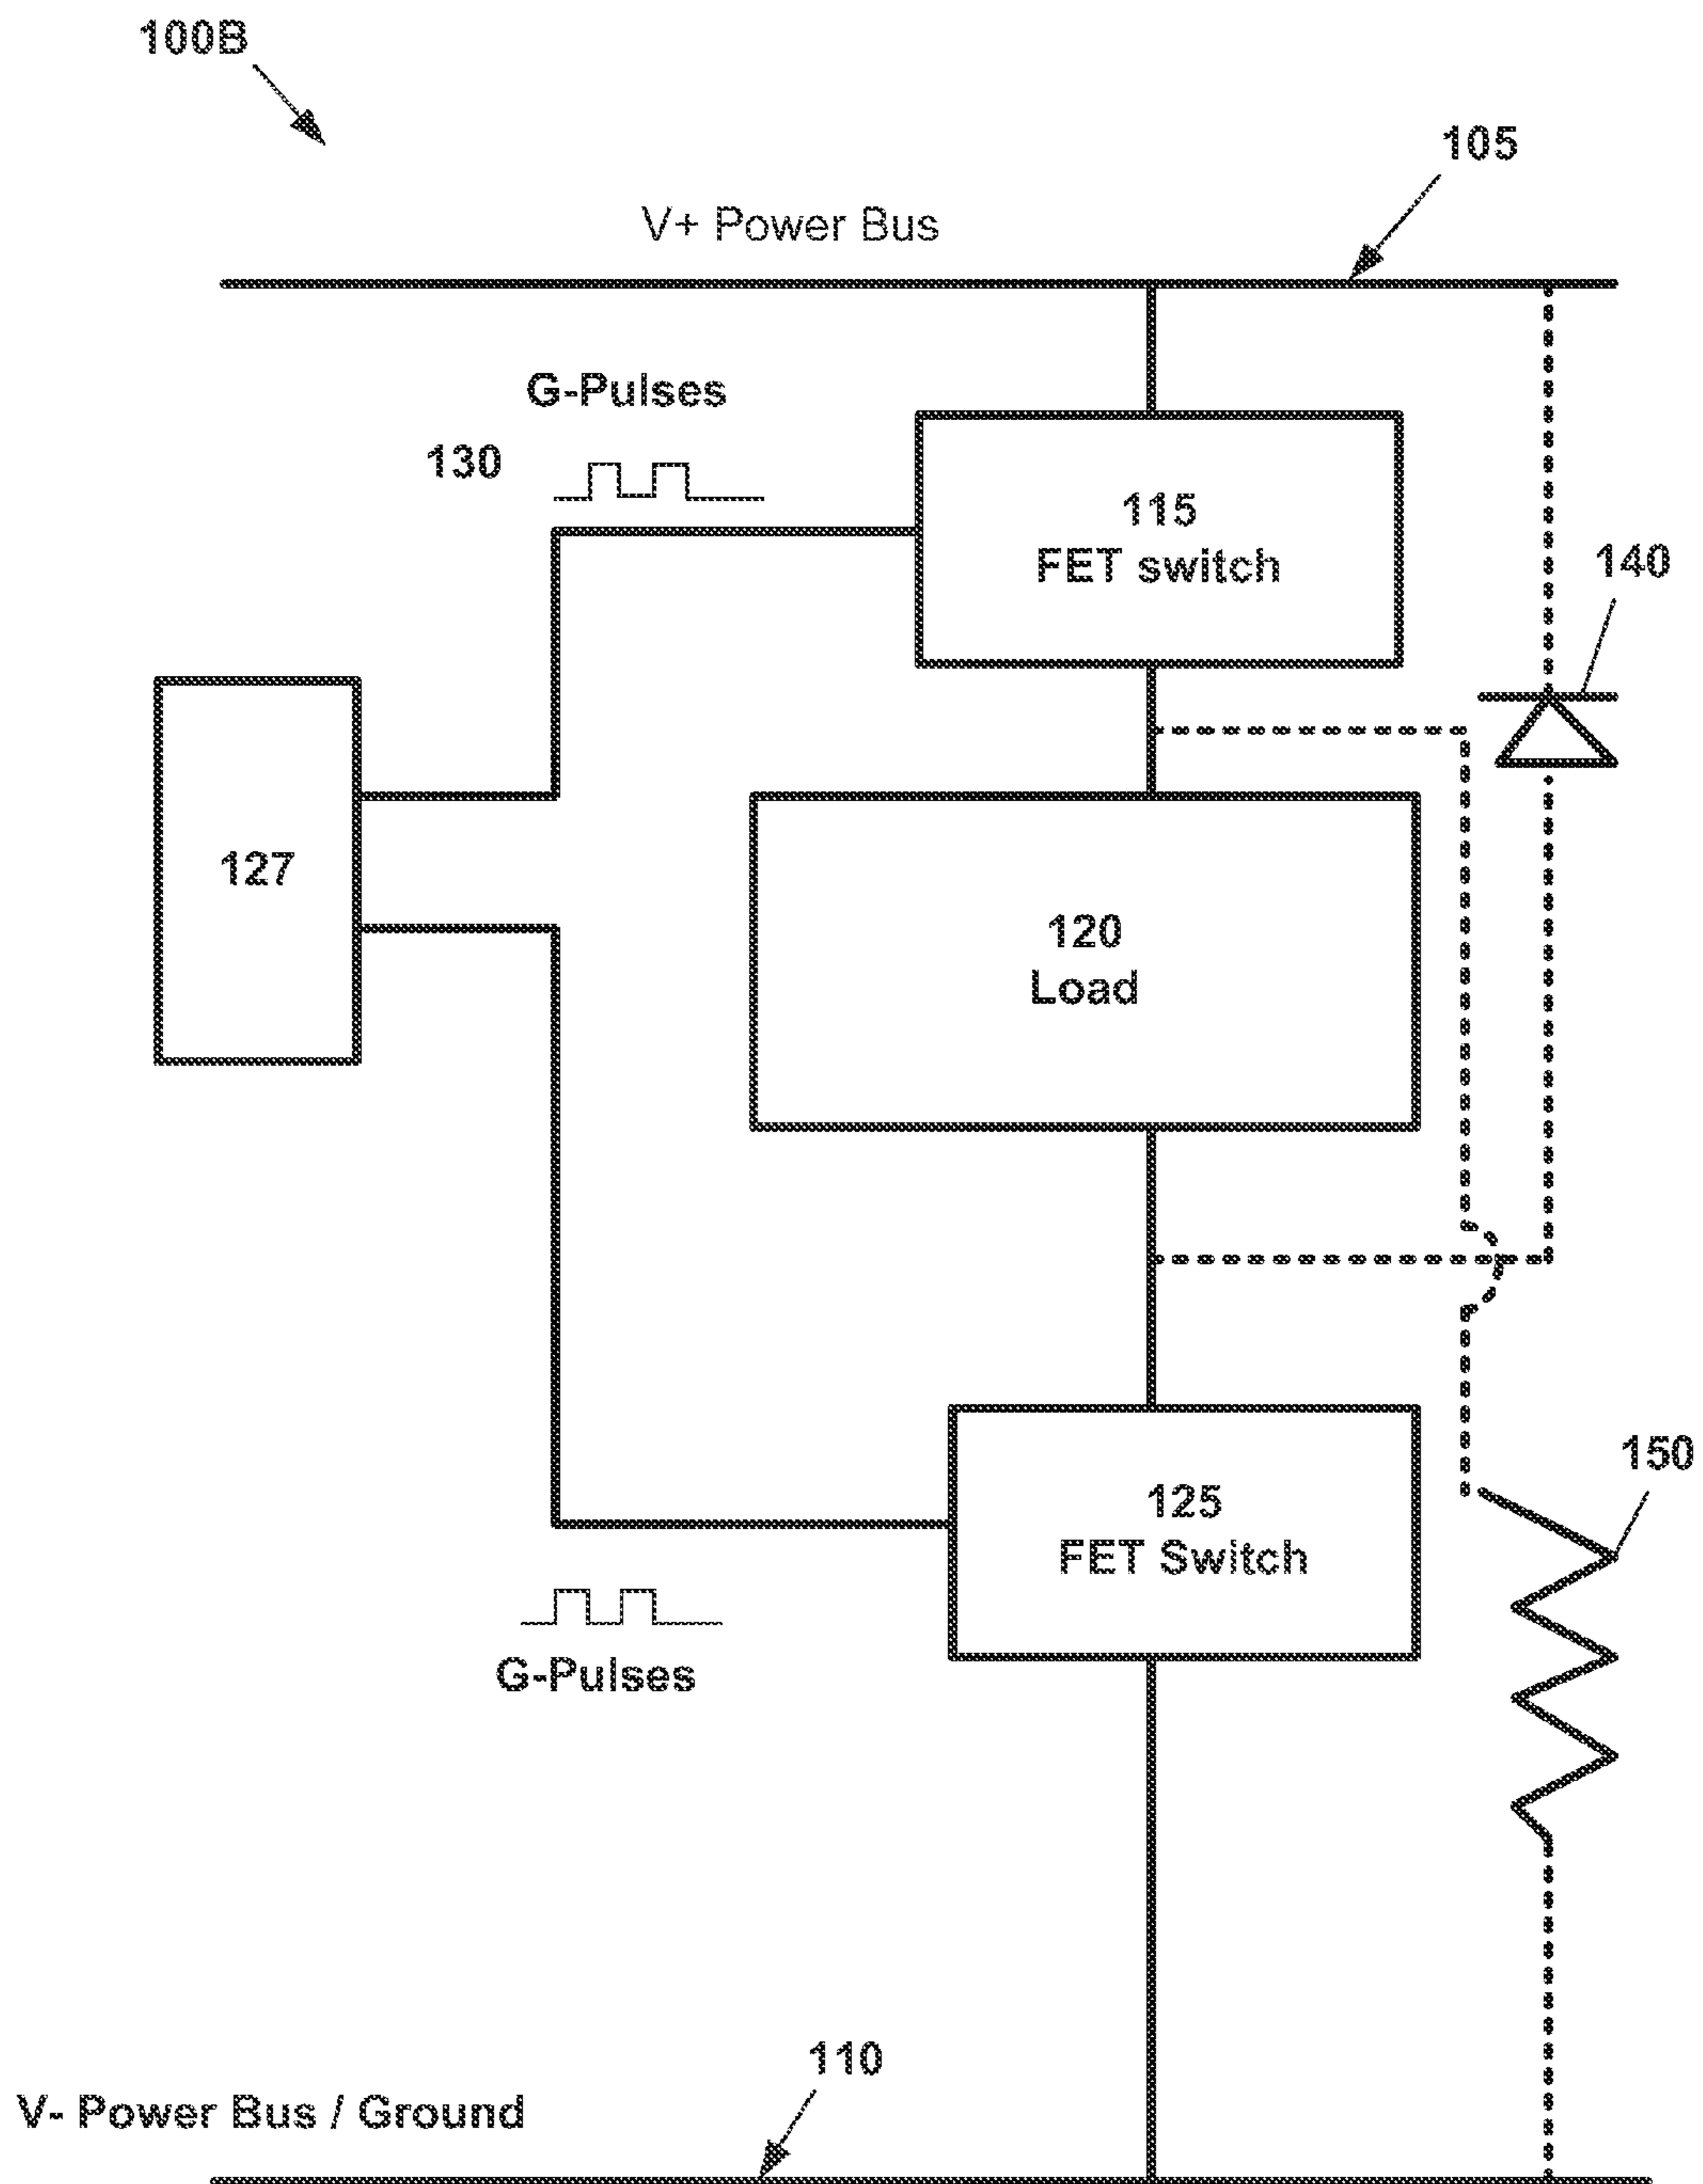 100B
105
V+ Power Bus
G-Pulses
130
115
FET switch
140
127
120
Load
150
125
FET Switch
G-Pulses
110
V- Power Bus / Ground